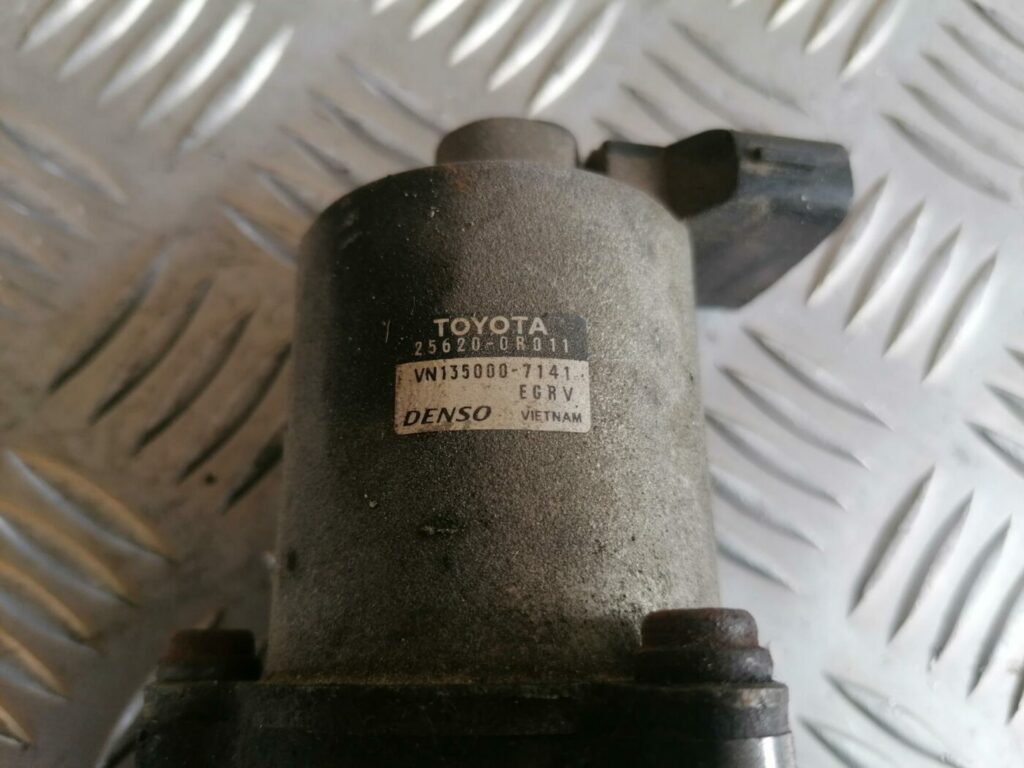 TOYOTA
25620-0R011
VN135000-7141
EGRV.
DENSO VIETNAM